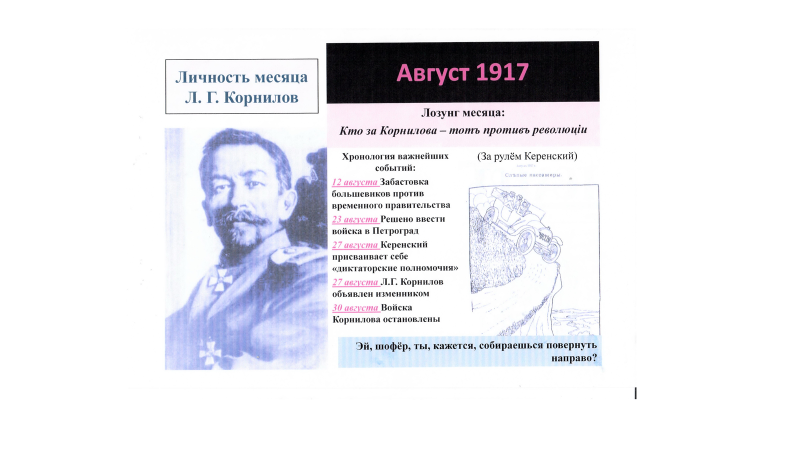 Личность месяца
Л. Г. Корнилов
Август 1917
Лозунг месяца:
Кто за Корнилова – тотъ противъ революціи
Хронология важнейших
событий:
12 августа Забастовка
большевиков против
временного правительства
23 августа Решено ввести
войска в Петроград
27 августа Керенский
присваивает себе
«диктаторские полномочия»
27 августа Л.Г. Корнилов
объявлен изменником
30 августа Войска
Корнилова остановлены
(За рулём Керенский)
пассажиры
Эй, шофёр, ты, кажется, собираешься повернуть
направо?